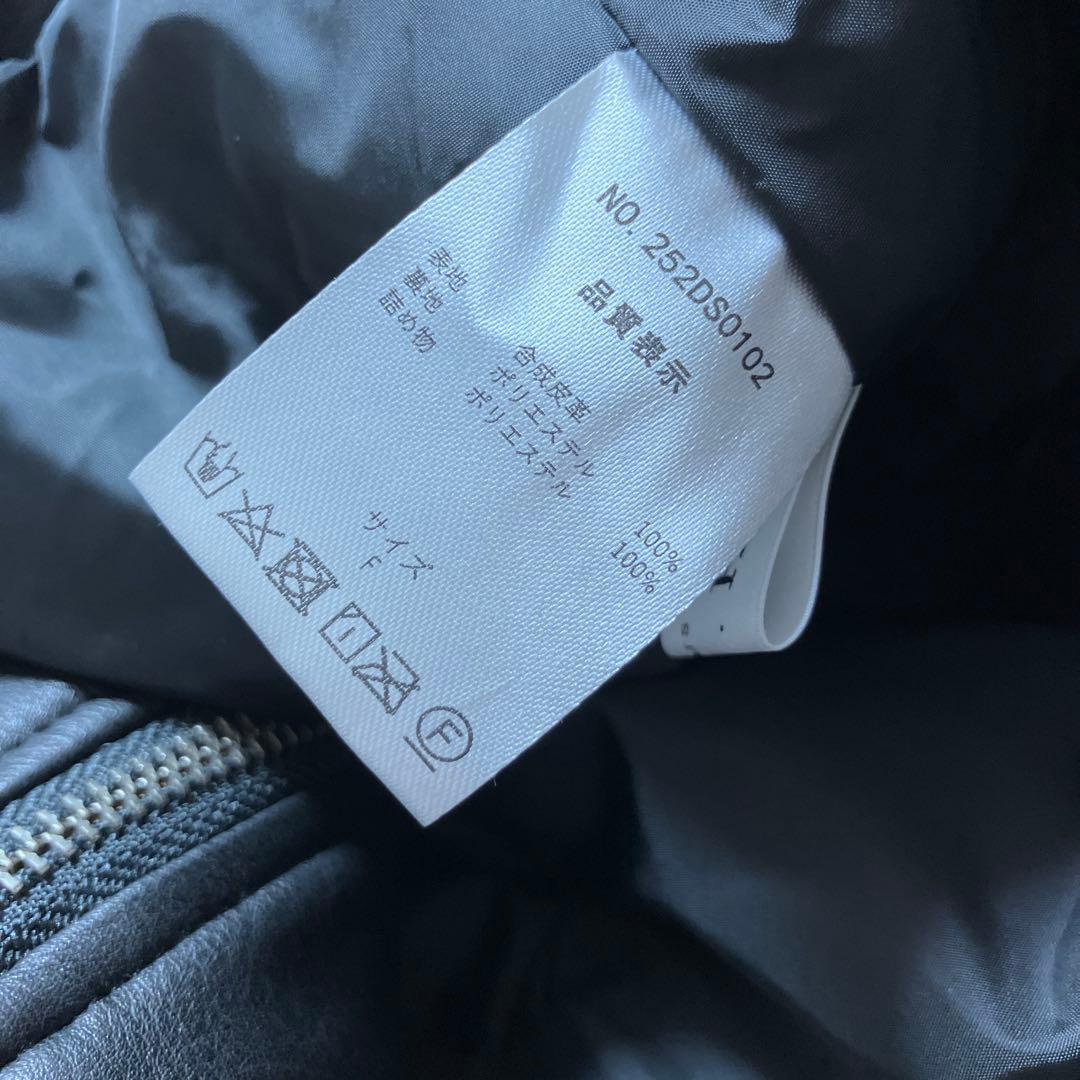 NO. 252DS0102
品質表示
表地 合成皮革
裏地 ポリエステル 100%
詰め物 ポリエステル 100%
サイズ
F
F